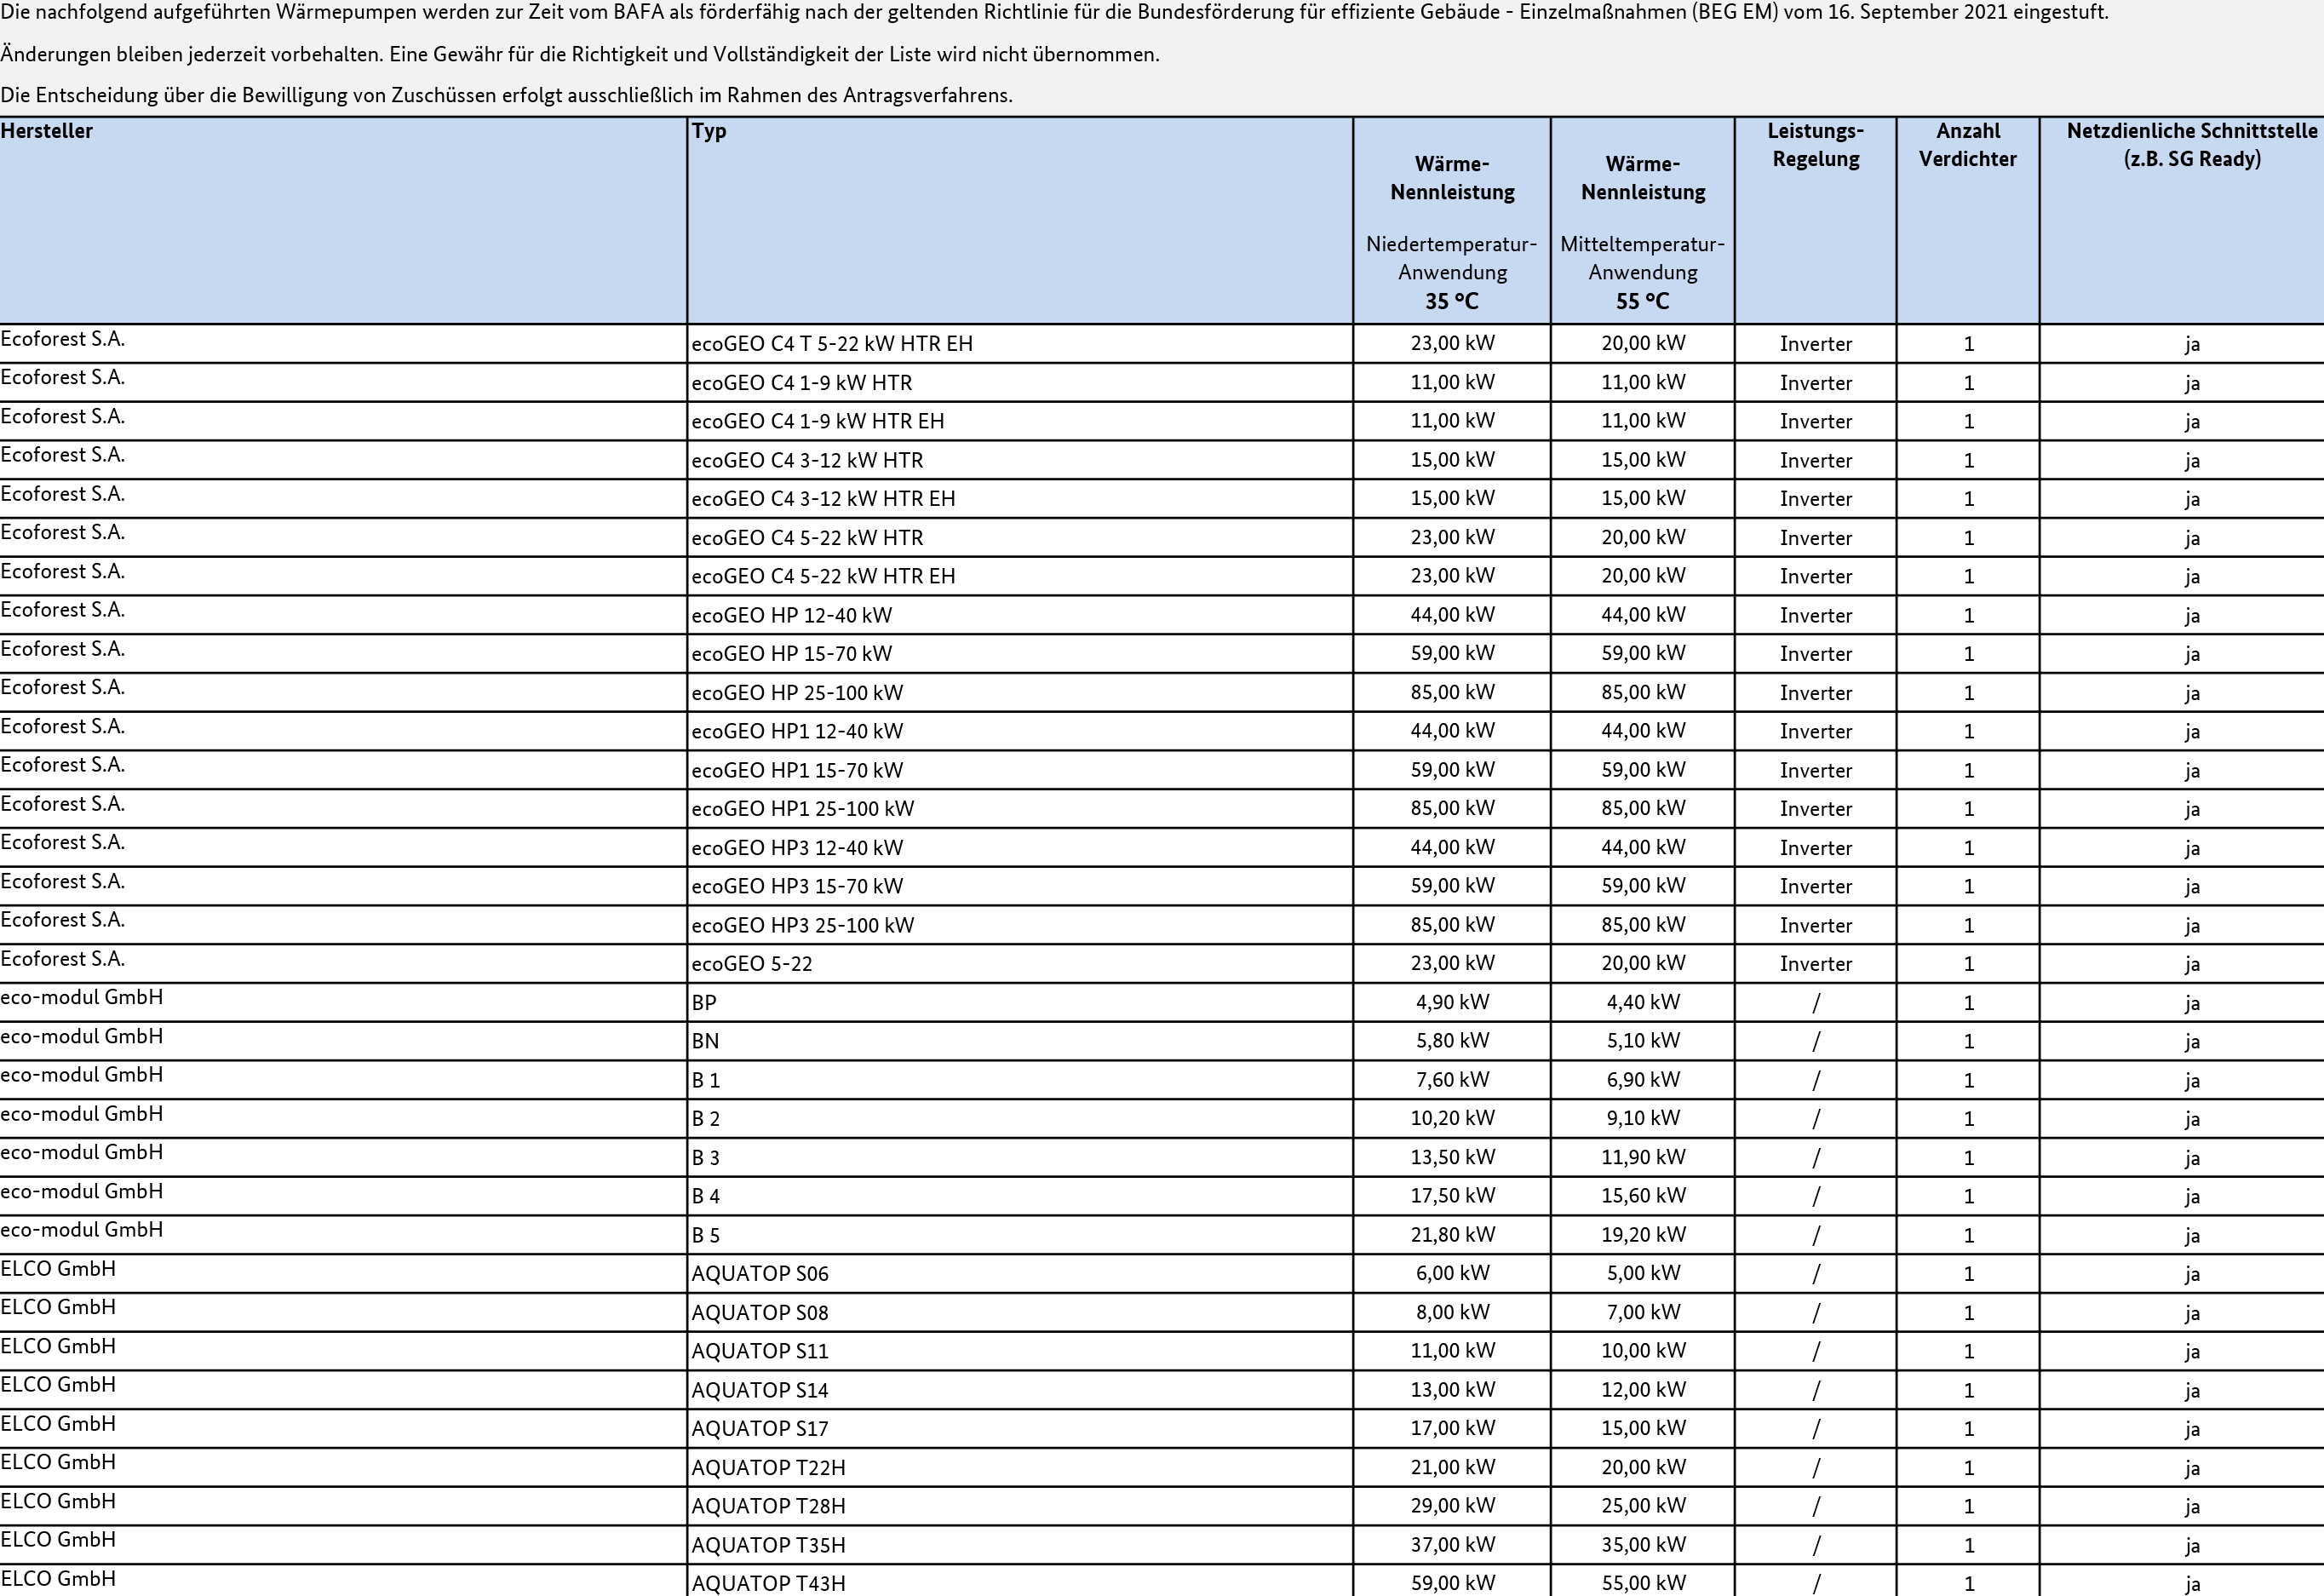 Die nachfolgend aufgeführten Wärmepumpen werden zur Zeit vom BAFA als förderfähig nach der geltenden Richtlinie für die Bundesförderung für effiziente Gebäude - Einzelmaßnahmen (BEG EM) vom 16. September 2021 eingestuft.
Änderungen bleiben jederzeit vorbehalten. Eine Gewähr für die Richtigkeit und Vollständigkeit der Liste wird nicht übernommen.
Die Entscheidung über die Bewilligung von Zuschüssen erfolgt ausschließlich im Rahmen des Antragsverfahrens.
Hersteller Typ Wärme-Nennleistung Niedertemperatur-Anwendung 35 °C Wärme-Nennleistung Mitteltemperatur-Anwendung 55 °C Leistungs-Regelung Anzahl Verdichter Netzdienliche Schnittstelle (z.B. SG Ready)
Ecoforest S.A. ecoGEO C4 T 5-22 kW HTR EH 23,00 kW 20,00 kW Inverter 1 ja
Ecoforest S.A. ecoGEO C4 1-9 kW HTR 11,00 kW 11,00 kW Inverter 1 ja
Ecoforest S.A. ecoGEO C4 1-9 kW HTR EH 11,00 kW 11,00 kW Inverter 1 ja
Ecoforest S.A. ecoGEO C4 3-12 kW HTR 15,00 kW 15,00 kW Inverter 1 ja
Ecoforest S.A. ecoGEO C4 3-12 kW HTR EH 15,00 kW 15,00 kW Inverter 1 ja
Ecoforest S.A. ecoGEO C4 5-22 kW HTR 23,00 kW 20,00 kW Inverter 1 ja
Ecoforest S.A. ecoGEO C4 5-22 kW HTR EH 23,00 kW 20,00 kW Inverter 1 ja
Ecoforest S.A. ecoGEO HP 12-40 kW 44,00 kW 44,00 kW Inverter 1 ja
Ecoforest S.A. ecoGEO HP 15-70 kW 59,00 kW 59,00 kW Inverter 1 ja
Ecoforest S.A. ecoGEO HP 25-100 kW 85,00 kW 85,00 kW Inverter 1 ja
Ecoforest S.A. ecoGEO HP1 12-40 kW 44,00 kW 44,00 kW Inverter 1 ja
Ecoforest S.A. ecoGEO HP1 15-70 kW 59,00 kW 59,00 kW Inverter 1 ja
Ecoforest S.A. ecoGEO HP1 25-100 kW 85,00 kW 85,00 kW Inverter 1 ja
Ecoforest S.A. ecoGEO HP3 12-40 kW 44,00 kW 44,00 kW Inverter 1 ja
Ecoforest S.A. ecoGEO HP3 15-70 kW 59,00 kW 59,00 kW Inverter 1 ja
Ecoforest S.A. ecoGEO HP3 25-100 kW 85,00 kW 85,00 kW Inverter 1 ja
Ecoforest S.A. ecoGEO 5-22 23,00 kW 20,00 kW Inverter 1 ja
eco-modul GmbH BP 4,90 kW 4,40 kW / 1 ja
eco-modul GmbH BN 5,80 kW 5,10 kW / 1 ja
eco-modul GmbH B 1 7,60 kW 6,90 kW / 1 ja
eco-modul GmbH B 2 10,20 kW 9,10 kW / 1 ja
eco-modul GmbH B 3 13,50 kW 11,90 kW / 1 ja
eco-modul GmbH B 4 17,50 kW 15,60 kW / 1 ja
eco-modul GmbH B 5 21,80 kW 19,20 kW / 1 ja
ELCO GmbH AQUATOP S06 6,00 kW 5,00 kW / 1 ja
ELCO GmbH AQUATOP S08 8,00 kW 7,00 kW / 1 ja
ELCO GmbH AQUATOP S11 11,00 kW 10,00 kW / 1 ja
ELCO GmbH AQUATOP S14 13,00 kW 12,00 kW / 1 ja
ELCO GmbH AQUATOP S17 17,00 kW 15,00 kW / 1 ja
ELCO GmbH AQUATOP T22H 21,00 kW 20,00 kW / 1 ja
ELCO GmbH AQUATOP T28H 29,00 kW 25,00 kW / 1 ja
ELCO GmbH AQUATOP T35H 37,00 kW 35,00 kW / 1 ja
ELCO GmbH AQUATOP T43H 59,00 kW 55,00 kW / 1 ja